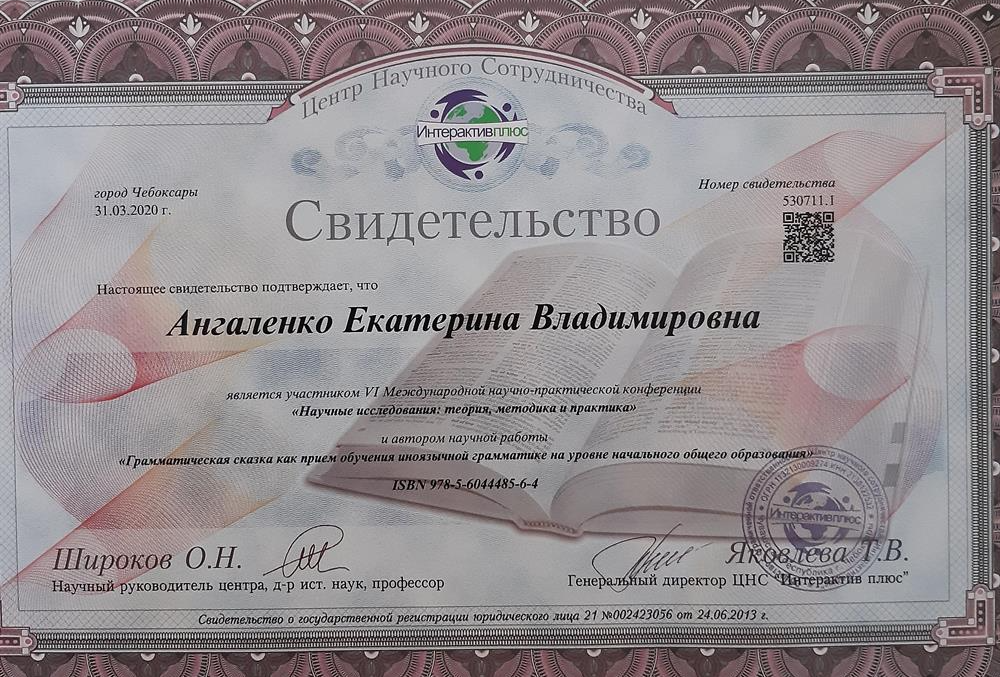 Центр Научного Сотрудничества
Интерактивплюс
город Чебоксары
31.03.2020 г.
Номер свидетельства
530711.1
Свидетельство
Настоящее свидетельство подтверждает, что
Ангаленко Екатерина Владимировна
является участником VI Международной научно-практической конференции
«Научные исследования: теория, методика и практика»
и автором научной работы
«Грамматическая сказка как прием обучения иноязычной грамматике на уровне начального общего образования»
ISBN 978-5-6044485-6-4
Широков О.Н.
Научный руководитель центра, д-р ист. наук, профессор
Яковлева Т.В.
Генеральный директор ЦНС "Интерактив плюс"
Интерактивплюс
Свидетельство о государственной регистрации юридического лица 21 №002423056 от 24.06.2013 г.